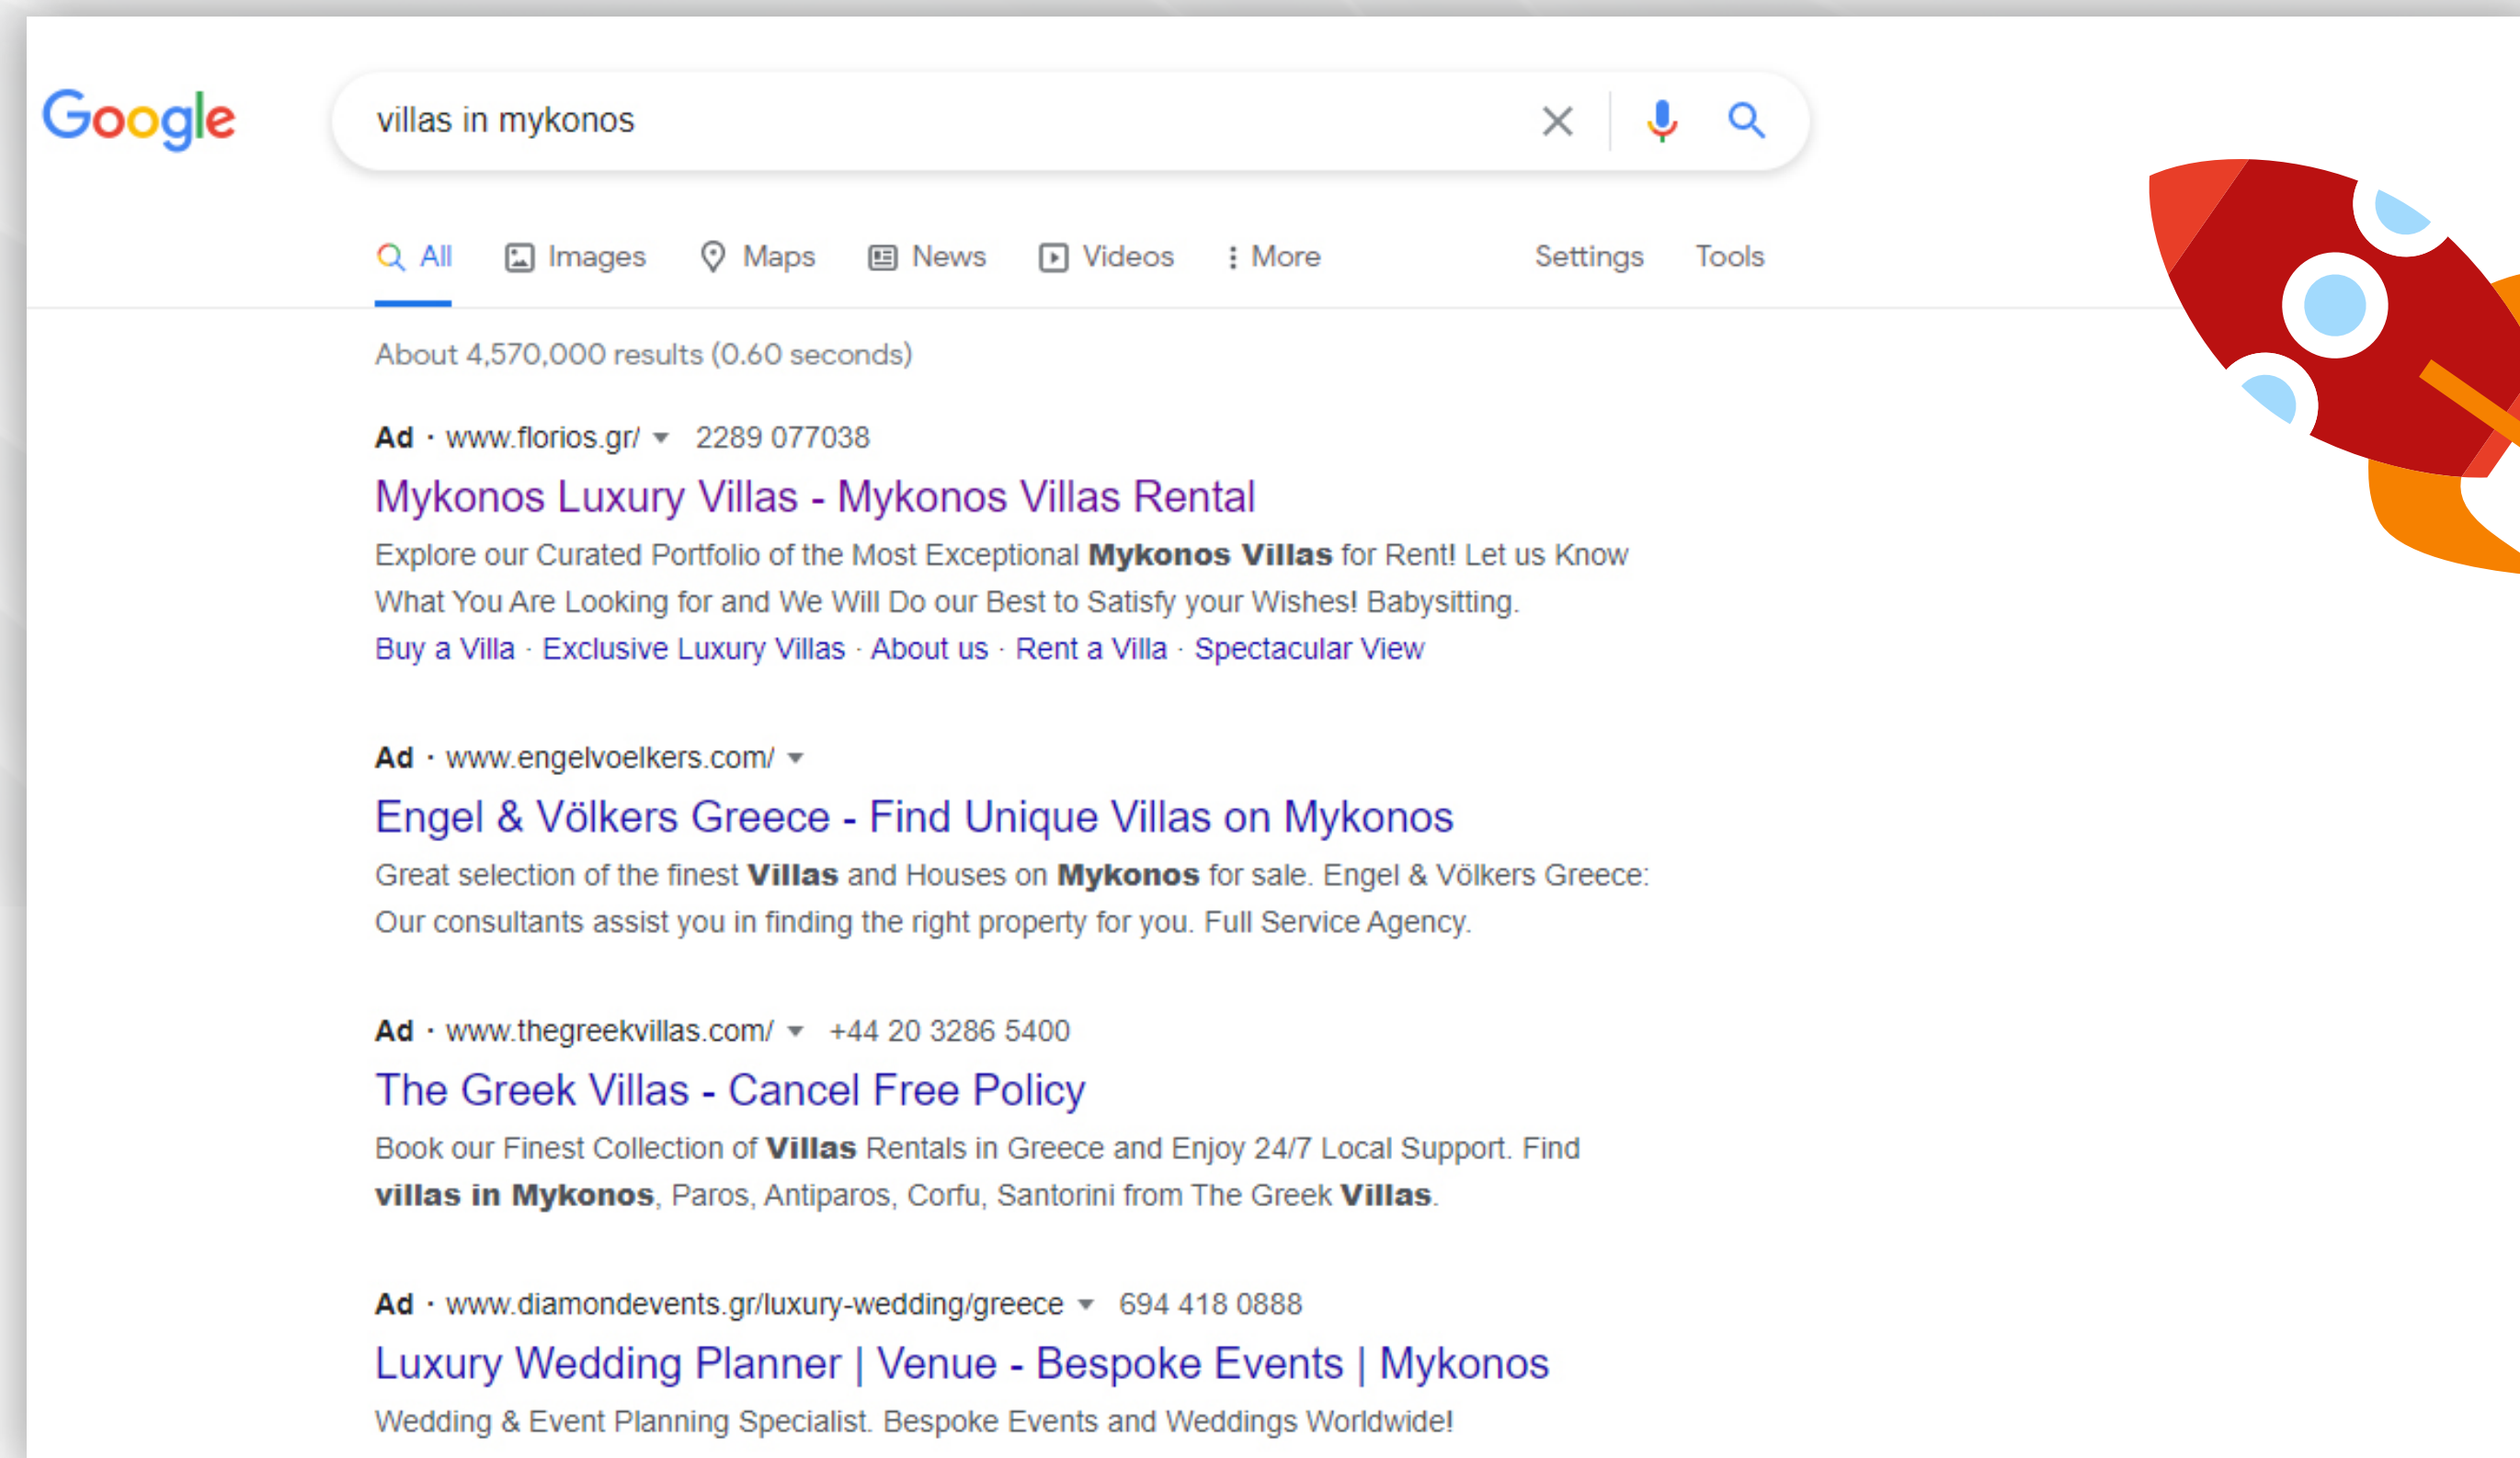 Google
villas in mykonos
All Images Maps News Videos More Settings Tools
About 4,570,000 results (0.60 seconds)
Ad · www.florios.gr/ 2289 077038
Mykonos Luxury Villas - Mykonos Villas Rental
Explore our Curated Portfolio of the Most Exceptional Mykonos Villas for Rent! Let us Know
What You Are Looking for and We Will Do our Best to Satisfy your Wishes! Babysitting.
Buy a Villa · Exclusive Luxury Villas · About us · Rent a Villa · Spectacular View
Ad · www.engelvoelkers.com/
Engel & Völkers Greece - Find Unique Villas on Mykonos
Great selection of the finest Villas and Houses on Mykonos for sale. Engel & Völkers Greece:
Our consultants assist you in finding the right property for you. Full Service Agency.
Ad · www.thegreekvillas.com/ +44 20 3286 5400
The Greek Villas - Cancel Free Policy
Book our Finest Collection of Villas Rentals in Greece and Enjoy 24/7 Local Support. Find
villas in Mykonos, Paros, Antiparos, Corfu, Santorini from The Greek Villas.
Ad · www.diamondevents.gr/luxury-wedding/greece 694 418 0888
Luxury Wedding Planner | Venue - Bespoke Events | Mykonos
Wedding & Event Planning Specialist. Bespoke Events and Weddings Worldwide!